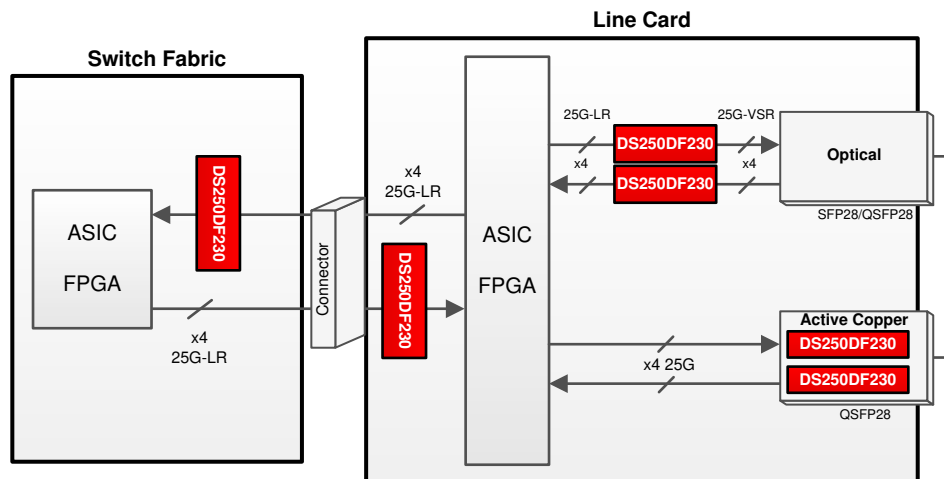 Line Card
Switch Fabric
25G-LR
25G-VSR
DS250DF230
x4
DS250DF230
x4
Optical
SFP28/QSFP28
DS250DF230
x4
25G-LR
ASIC
FPGA
Connector
DS250DF230
ASIC
FPGA
x4
25G-LR
Active Copper
DS250DF230
x4 25G
DS250DF230
QSFP28